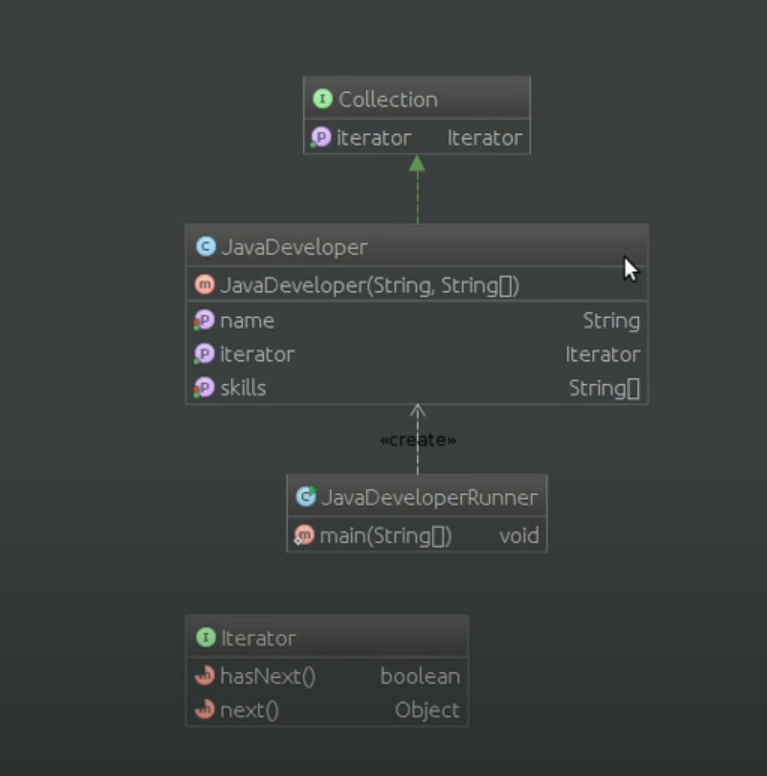 Collection
iterator Iterator
JavaDeveloper
JavaDeveloper(String, String[])
name String
iterator Iterator
skills String[]
«create»
JavaDeveloperRunner
main(String[]) void
Iterator
hasNext() boolean
next() Object